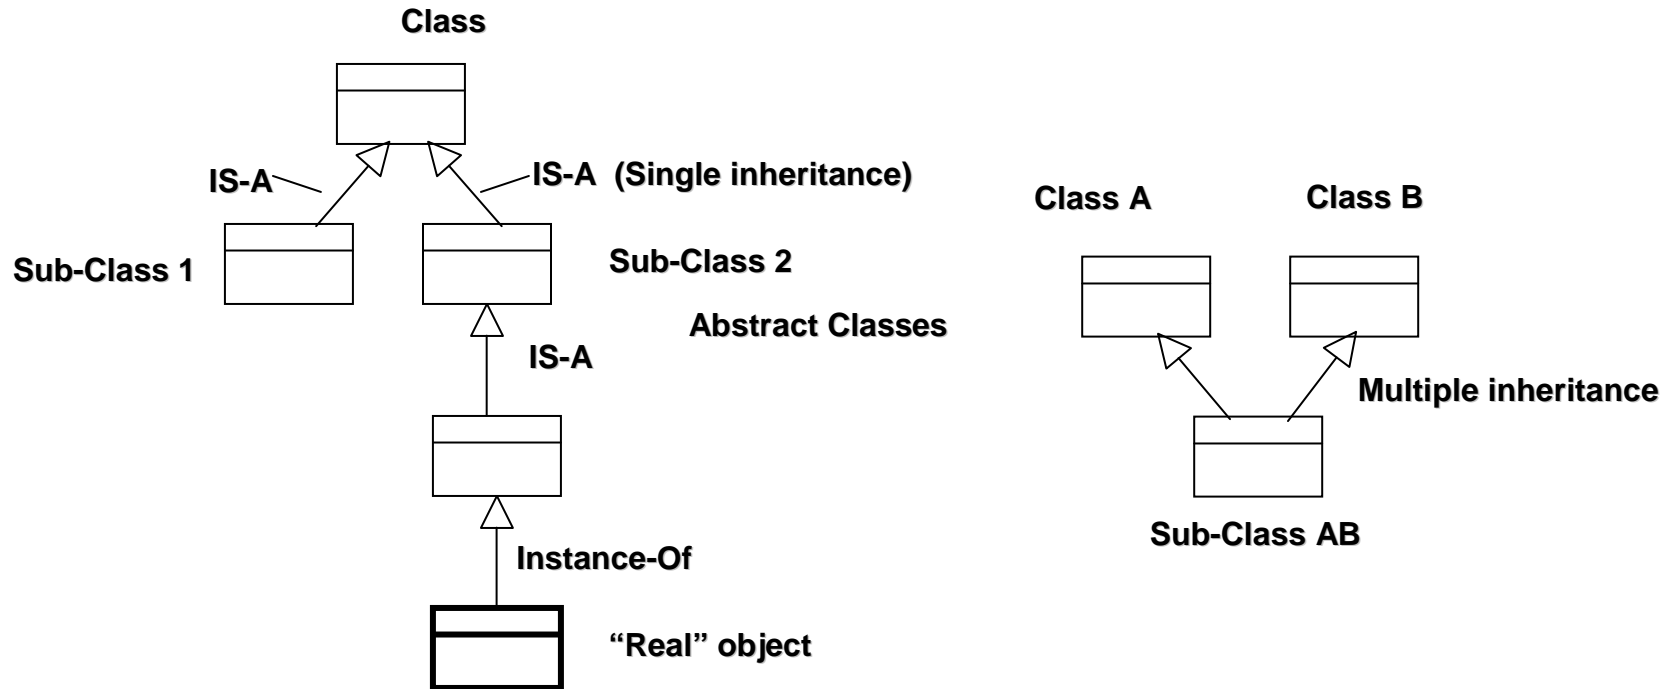 Class
IS-A
IS-A (Single inheritance)
Sub-Class 1
Sub-Class 2
Abstract Classes
IS-A
Instance-Of
“Real” object
Class A
Class B
Multiple inheritance
Sub-Class AB